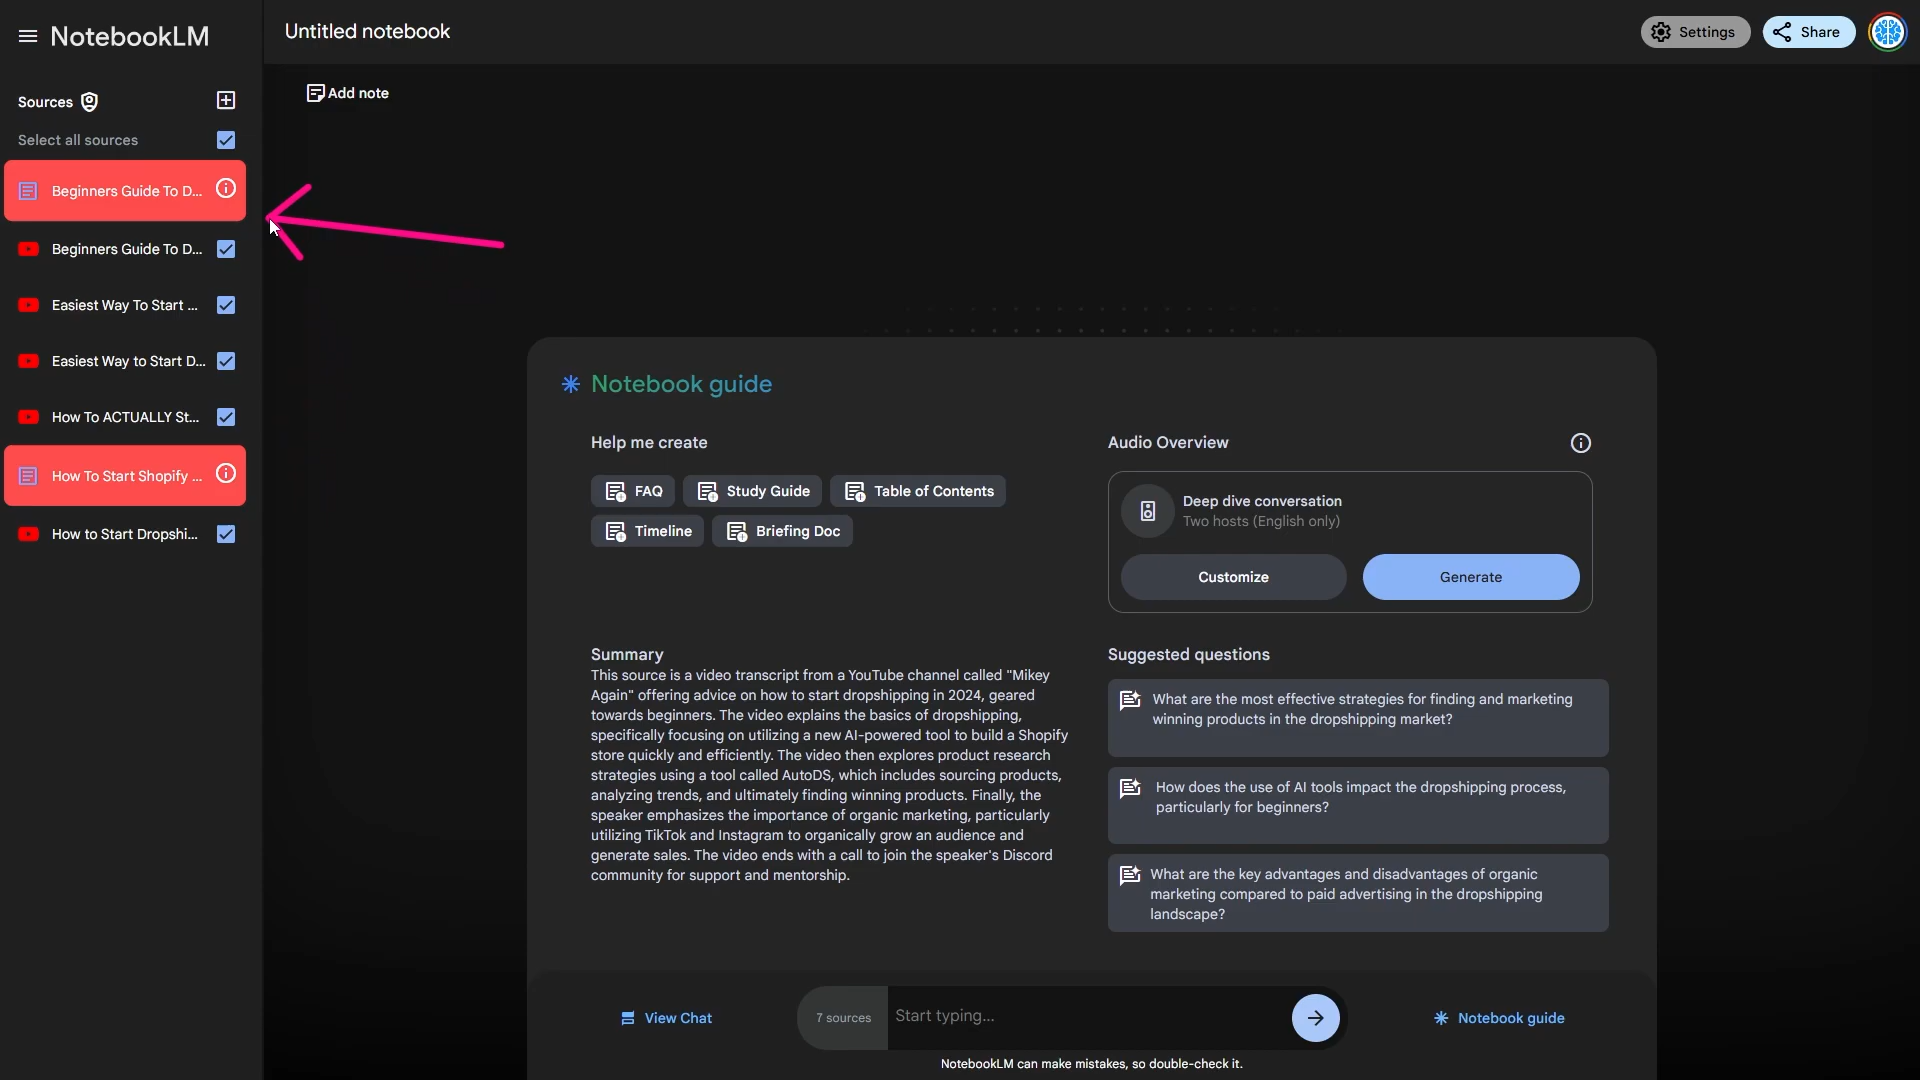 NotebookLM
Untitled notebook
Settings
Share
Sources
Select all sources
Beginners Guide To D...
Beginners Guide To D...
Easiest Way To Start ...
Easiest Way to Start D...
How To ACTUALLY St...
How To Start Shopify ...
How to Start Dropshi...
Add note
Notebook guide
Help me create
FAQ
Study Guide
Table of Contents
Timeline
Briefing Doc
Audio Overview
Deep dive conversation
Two hosts (English only)
Customize
Generate
Summary
This source is a video transcript from a YouTube channel called "Mikey
Again" offering advice on how to start dropshipping in 2024, geared
towards beginners. The video explains the basics of dropshipping,
specifically focusing on utilizing a new AI-powered tool to build a Shopify
store quickly and efficiently. The video then explores product research
strategies using a tool called AutoDS, which includes sourcing products,
analyzing trends, and ultimately finding winning products. Finally, the
speaker emphasizes the importance of organic marketing, particularly
utilizing TikTok and Instagram to organically grow an audience and
generate sales. The video ends with a call to join the speaker's Discord
community for support and mentorship.
Suggested questions
What are the most effective strategies for finding and marketing
winning products in the dropshipping market?
How does the use of AI tools impact the dropshipping process,
particularly for beginners?
What are the key advantages and disadvantages of organic
marketing compared to paid advertising in the dropshipping
landscape?
View Chat
7 sources
Start typing...
Notebook guide
NotebookLM can make mistakes, so double-check it.